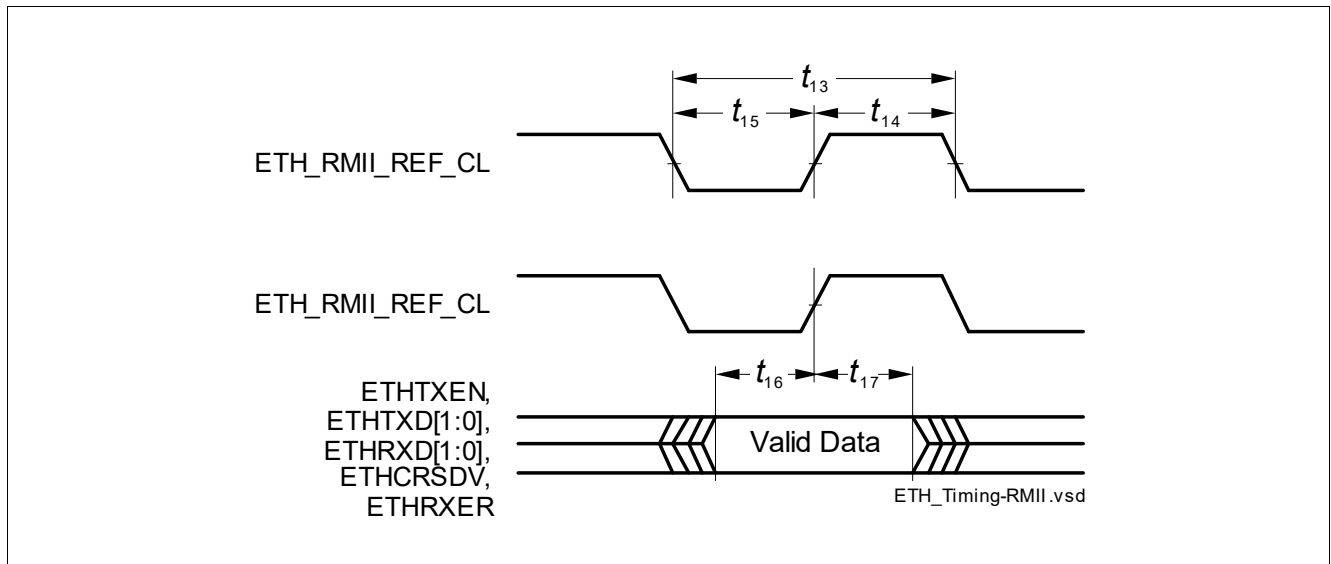 t13
t15
t14
ETH_RMII_REF_CL
ETH_RMII_REF_CL
t16
t17
ETHTXEN,
ETHTXD[1:0],
ETHRXD[1:0],
ETHCRSDV,
ETHRXER
Valid Data
ETH_Timing-RMII.vsd